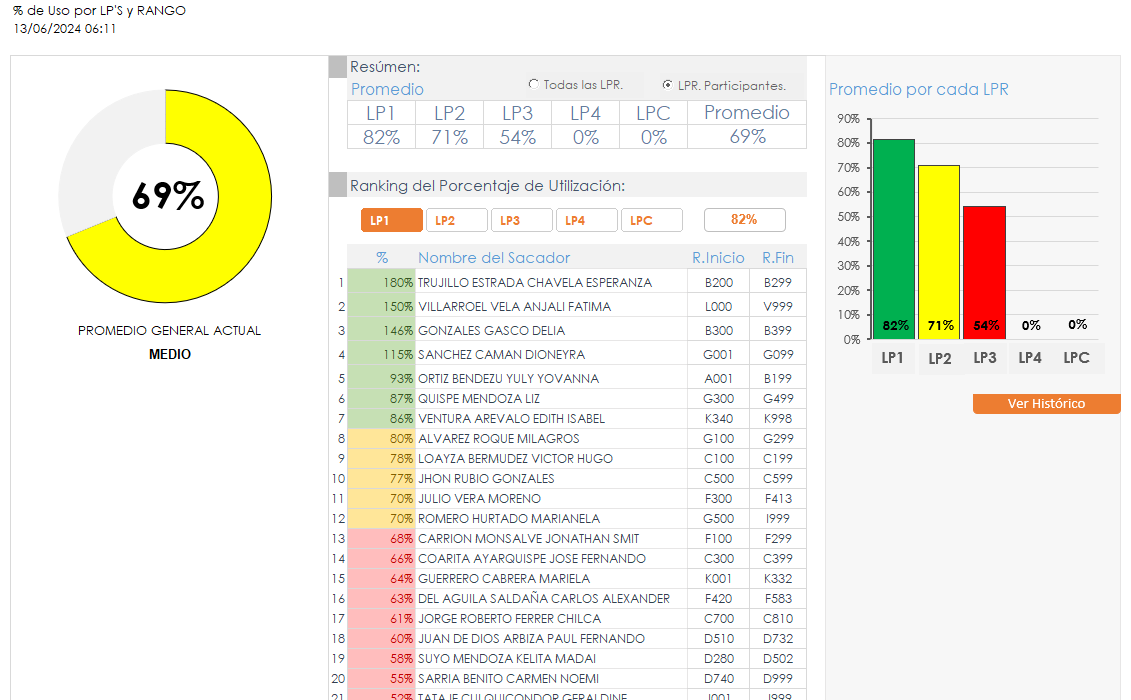 % de Uso por LP'S y RANGO
13/06/2024 06:11
69%
PROMEDIO GENERAL ACTUAL
MEDIO
Resúmen:
Promedio
Todas las LPR.
LPR. Participantes.
LP1 LP2 LP3 LP4 LPC Promedio
82% 71% 54% 0% 0% 69%
Ranking del Porcentaje de Utilización:
LP1 LP2 LP3 LP4 LPC 82%
% Nombre del Sacador R.Inicio R.Fin
1 180% TRUJILLO ESTRADA CHAVELA ESPERANZA B200 B299
2 150% VILLARROEL VELA ANJALI FATIMA L000 V999
3 146% GONZALES GASCO DELIA B300 B399
4 115% SANCHEZ CAMAN DIONEYRA G001 G099
5 93% ORTIZ BENDEZU YULY YOVANNA A001 B199
6 87% QUISPE MENDOZA LIZ G300 G499
7 86% VENTURA AREVALO EDITH ISABEL K340 K998
8 80% ALVAREZ ROQUE MILAGROS G100 G299
9 78% LOAYZA BERMUDEZ VICTOR HUGO C100 C199
10 77% JHON RUBIO GONZALES C500 C599
11 70% JULIO VERA MORENO F300 F413
12 70% ROMERO HURTADO MARIANELA G500 I999
13 68% CARRION MONSALVE JONATHAN SMIT F100 F299
14 66% COARITA AYARQUISPE JOSE FERNANDO C300 C399
15 64% GUERRERO CABRERA MARIELA K001 K332
16 63% DEL AGUILA SALDAÑA CARLOS ALEXANDER F420 F583
17 61% JORGE ROBERTO FERRER CHILCA C700 C810
18 60% JUAN DE DIOS ARBIZA PAUL FERNANDO D510 D732
19 58% SUYO MENDOZA KELITA MADAI D280 D502
20 55% SARRIA BENITO CARMEN NOEMI D740 D999
21 52% TATAJE CULQUICONDOR GERALDINE J001 J999
Promedio por cada LPR
90%
80%
70%
60%
50%
40%
30%
20%
10%
0%
82% 71% 54% 0% 0%
LP1 LP2 LP3 LP4 LPC
Ver Histórico